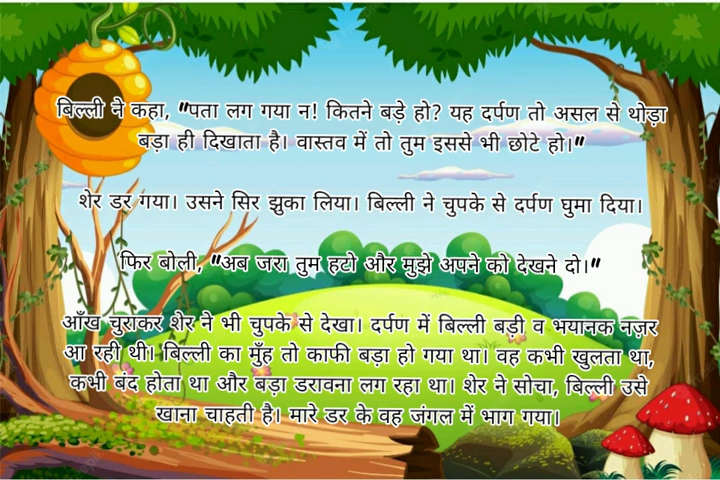 बिल्ली ने कहा, "पता लग गया न! कितने बड़े हो? यह दर्पण तो असल से थोड़ा
बड़ा ही दिखाता है। वास्तव में तो तुम इससे भी छोटे हो।"
शेर डर गया। उसने सिर झुका लिया। बिल्ली ने चुपके से दर्पण घुमा दिया।
फिर बोली, "अब जरा तुम हटो और मुझे अपने को देखने दो।"
आँख चुराकर शेर ने भी चुपके से देखा। दर्पण में बिल्ली बड़ी व भयानक नज़र
आ रही थी। बिल्ली का मुँह तो काफी बड़ा हो गया था। वह कभी खुलता था,
कभी बंद होता था और बड़ा डरावना लग रहा था। शेर ने सोचा, बिल्ली उसे
खाना चाहती है। मारे डर के वह जंगल में भाग गया।